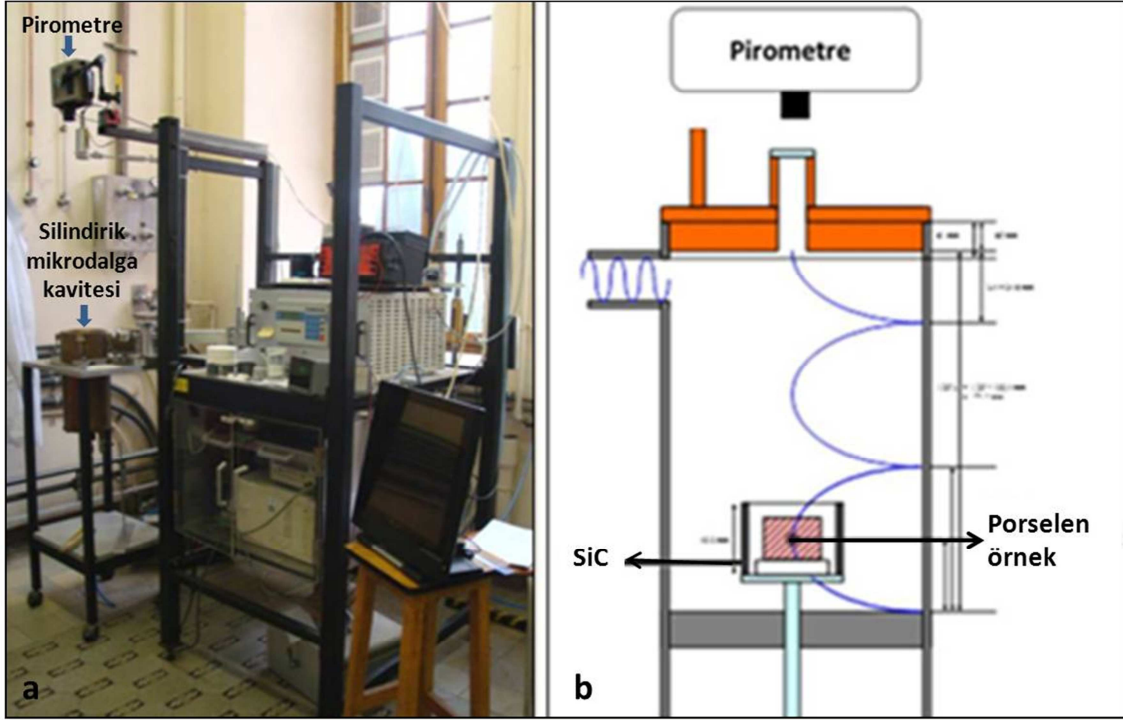 Pirometre
Silindirik
mikrodalga
kavitesi
a
Pirometre
SiC
Porselen
örnek
b